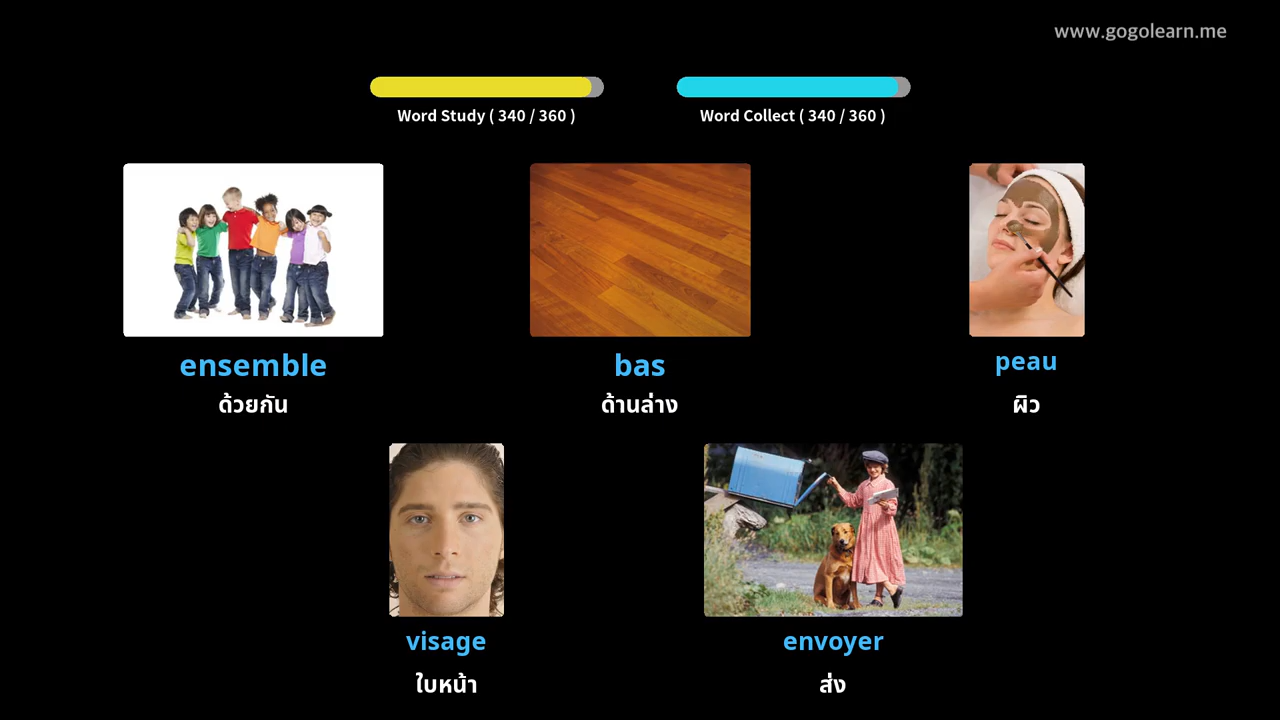 www.gogolearn.me
Word Study ( 340 / 360 )
Word Collect ( 340 / 360 )
ensemble
ด้วยกัน
bas
ด้านล่าง
peau
ผิว
visage
ใบหน้า
envoyer
ส่ง